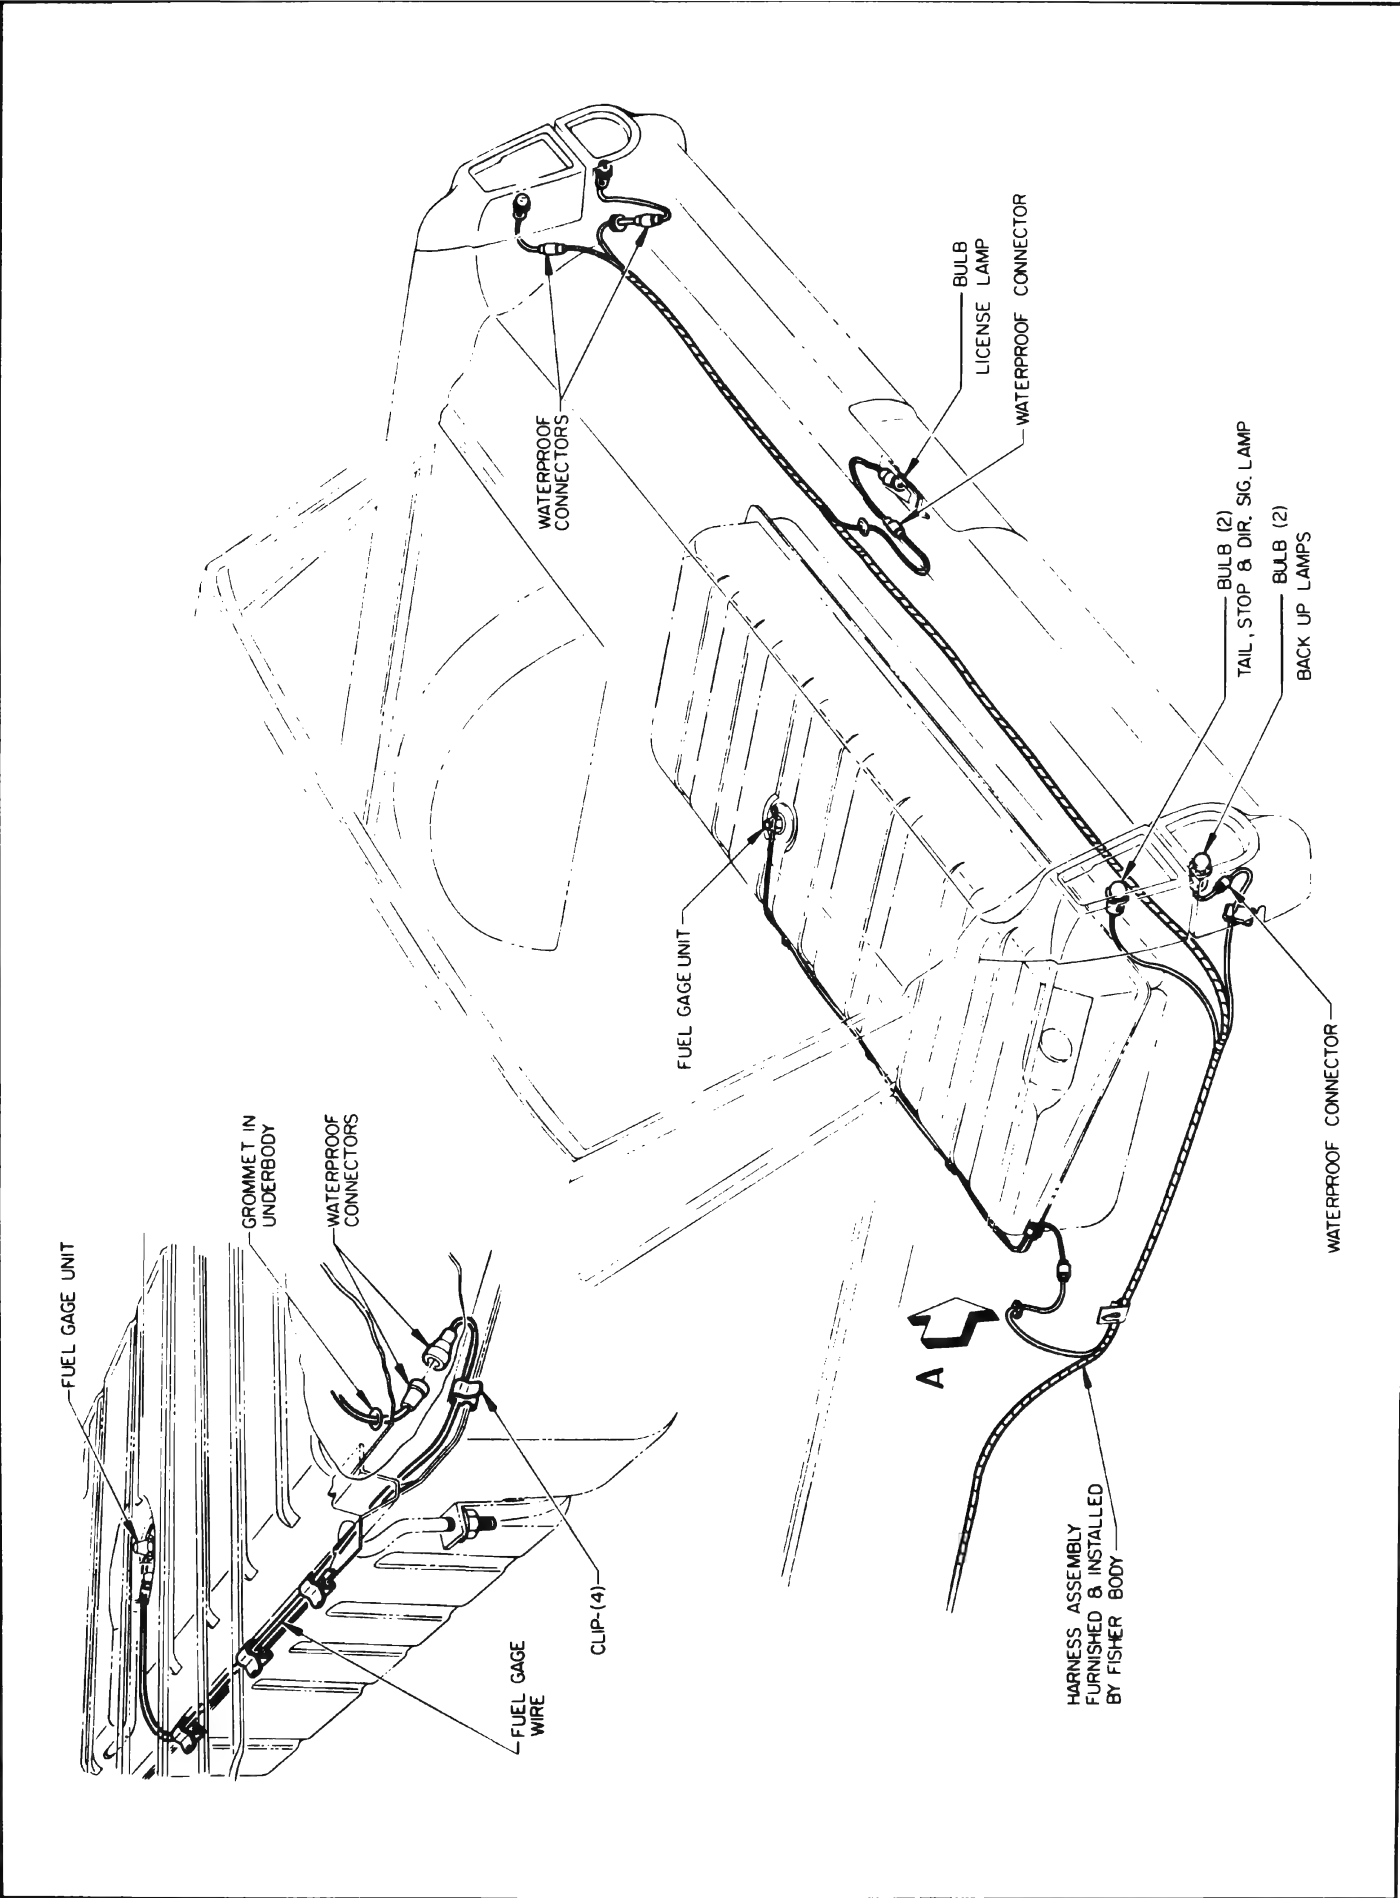 FUEL GAGE UNIT
GROMMET IN
UNDERBODY
WATERPROOF
CONNECTORS
CLIP-(4)
FUEL GAGE
WIRE
WATERPROOF
CONNECTORS
FUEL GAGE UNIT
BULB
LICENSE LAMP
WATERPROOF CONNECTOR
BULB (2)
TAIL, STOP & DIR. SIG. LAMP
BULB (2)
BACK UP LAMPS
WATERPROOF CONNECTOR
A
HARNESS ASSEMBLY
FURNISHED & INSTALLED
BY FISHER BODY